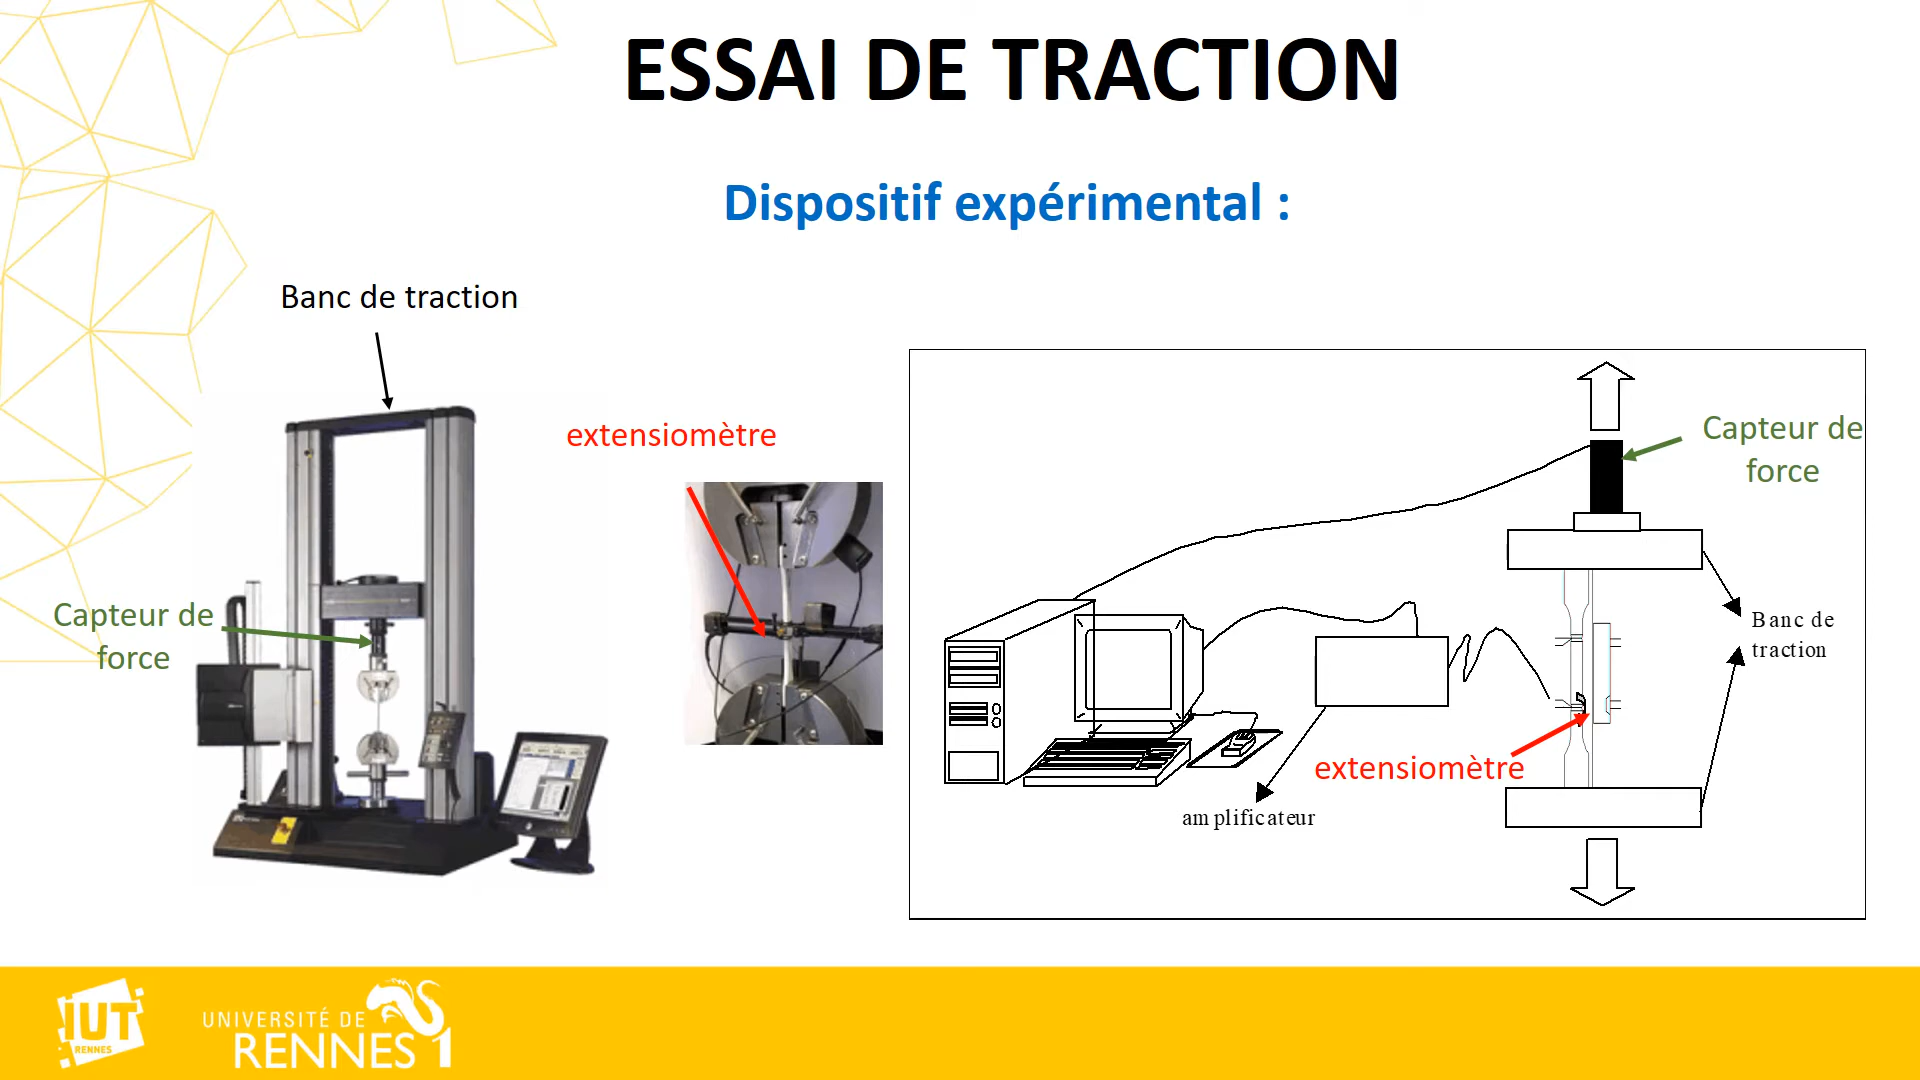 ESSAI DE TRACTION
Dispositif expérimental :
Banc de traction
extensiomètre
Capteur de
force
Capteur de
force
Banc de
traction
extensiomètre
amplificateur
IUT
RENNES
UNIVERSITÉ DE
RENNES 1